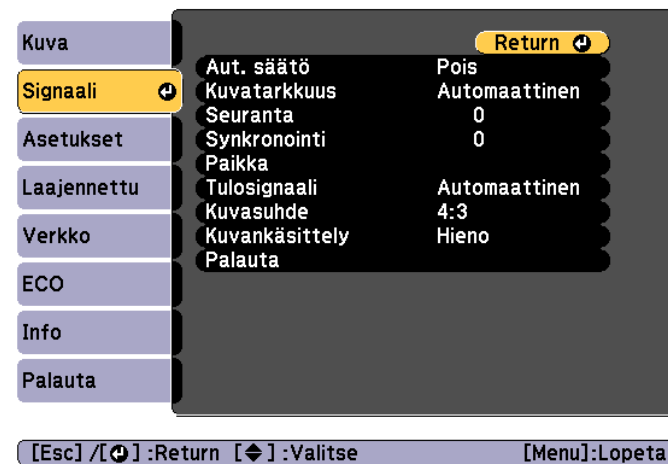 Kuva
Signaali
Asetukset
Laajennettu
Verkko
ECO
Info
Palauta
Return
Aut. säätö Pois
Kuvatarkkuus Automaattinen
Seuranta 0
Synkronointi 0
Paikka
Tulosignaali Automaattinen
Kuvasuhde 4:3
Kuvankäsittely Hieno
Palauta
[Esc] /[⏎] :Return [◆] :Valitse [Menu]:Lopeta